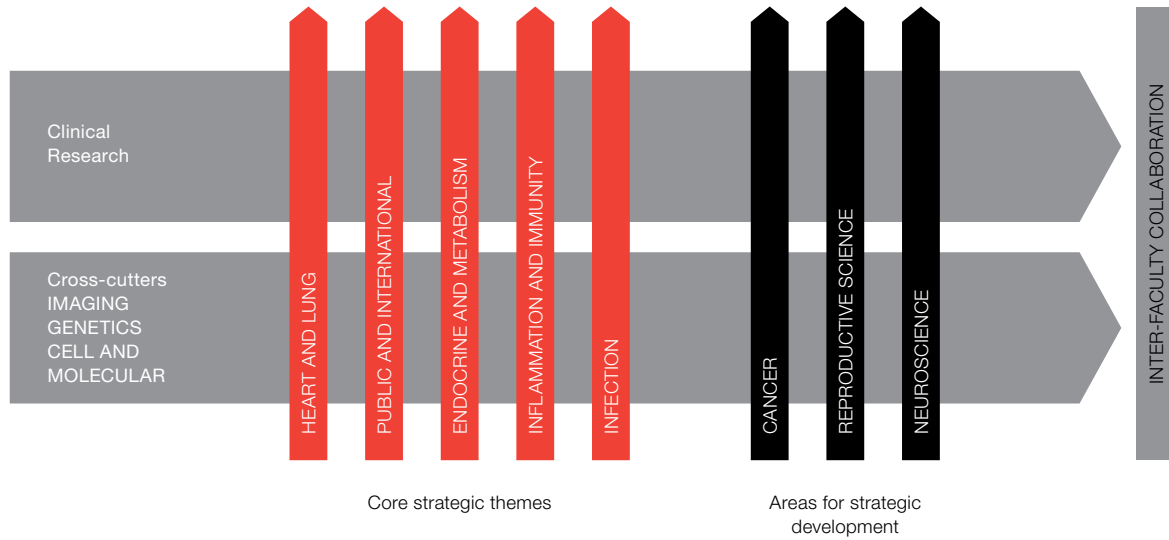 Clinical
Research
Cross-cutters
IMAGING
GENETICS
CELL AND
MOLECULAR
HEART AND LUNG
PUBLIC AND INTERNATIONAL
ENDOCRINE AND METABOLISM
INFLAMMATION AND IMMUNITY
INFECTION
CANCER
REPRODUCTIVE SCIENCE
NEUROSCIENCE
INTER-FACULTY COLLABORATION
Core strategic themes
Areas for strategic
development